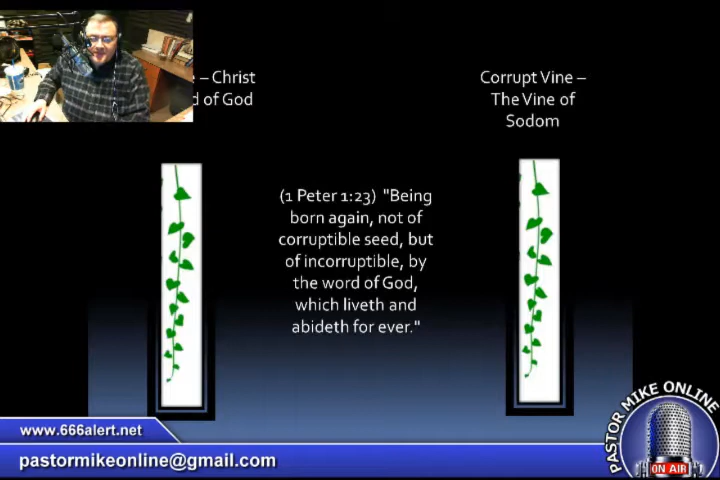 – Christ
of God
Corrupt Vine –
The Vine of
Sodom
(1 Peter 1:23) "Being
born again, not of
corruptible seed, but
of incorruptible, by
the word of God,
which liveth and
abideth for ever."
www.666alert.net
pastormikeonline@gmail.com
PASTOR MIKE ONLINE
ON AIR